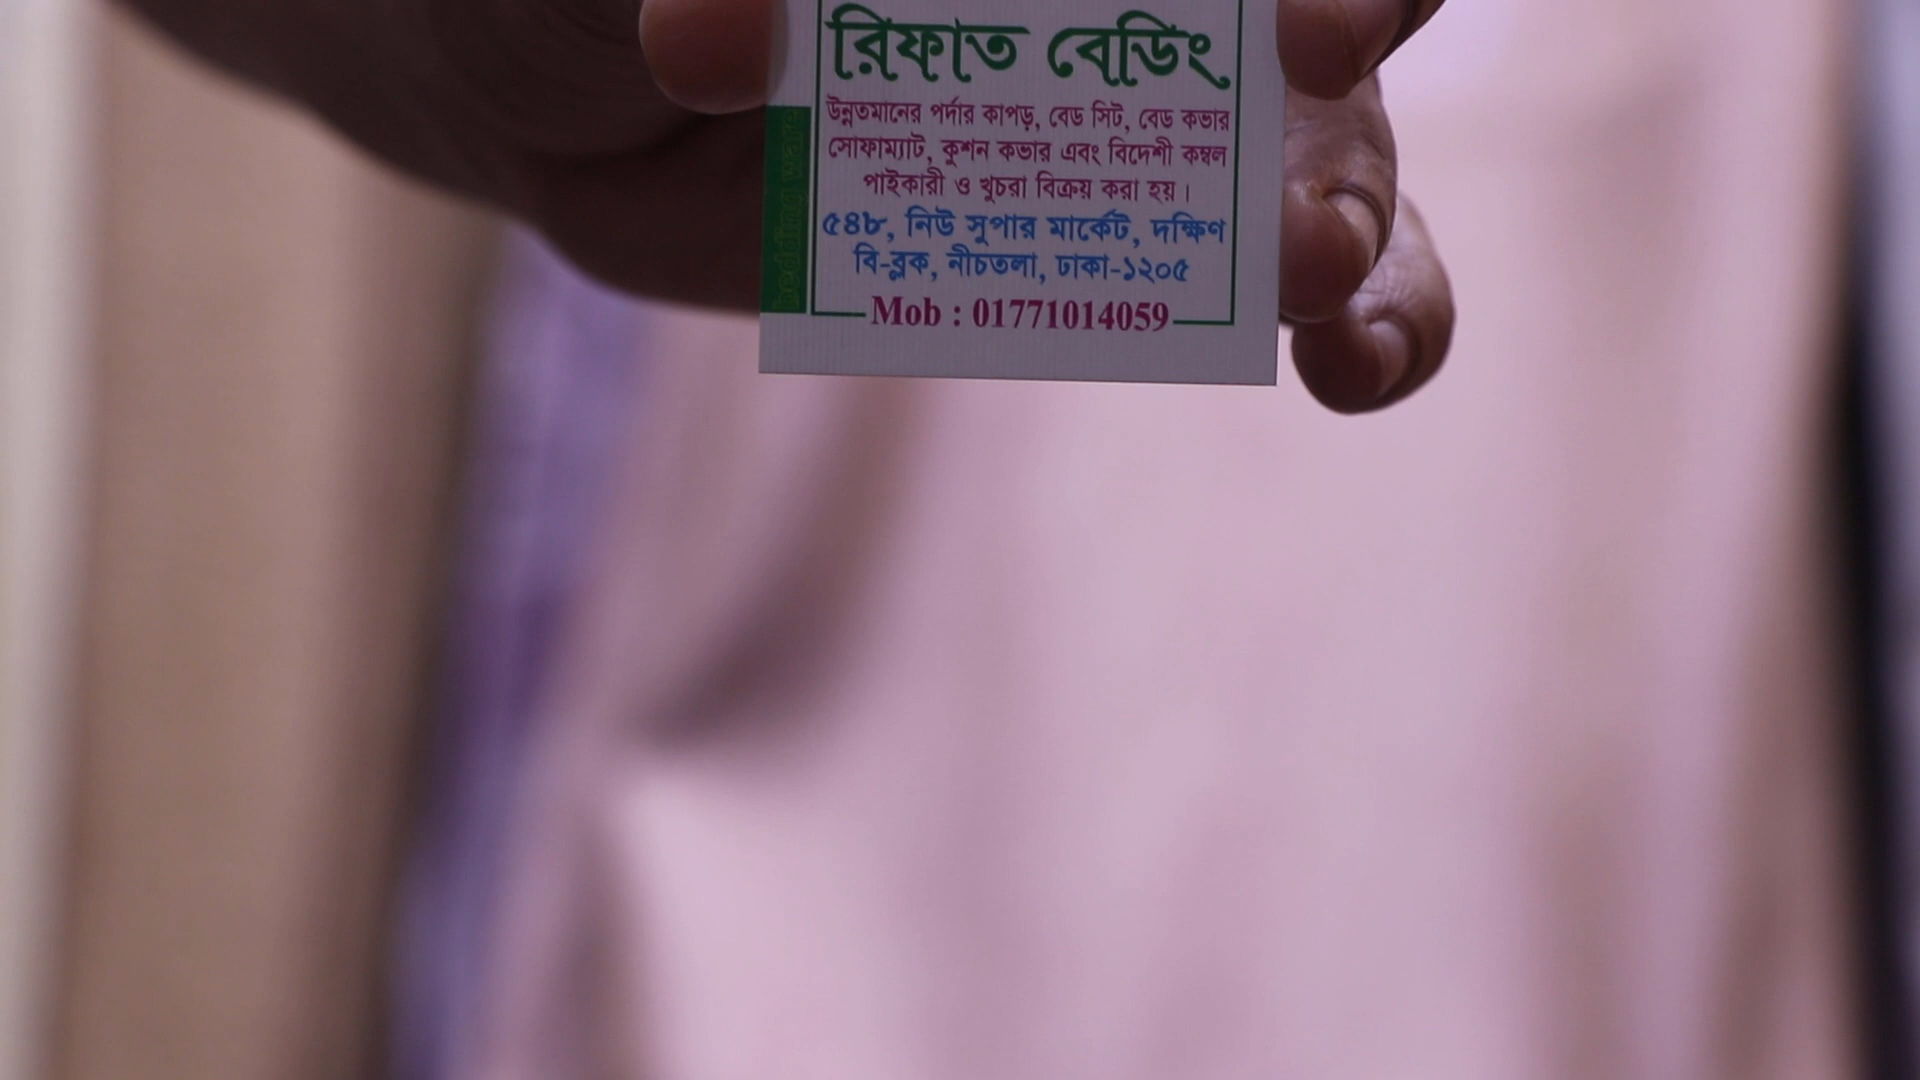 রিফাত বেডিং
উন্নতমানের পর্দার কাপড়, বেড সিট, বেড কভার
সোফাম্যাট, কুশন কভার এবং বিদেশী কম্বল
পাইকারী ও খুচরা বিক্রয় করা হয়।
৫৪৮, নিউ সুপার মার্কেট, দক্ষিণ
বি-ব্লক, নীচতলা, ঢাকা-১২০৫
Mob : 01771014059